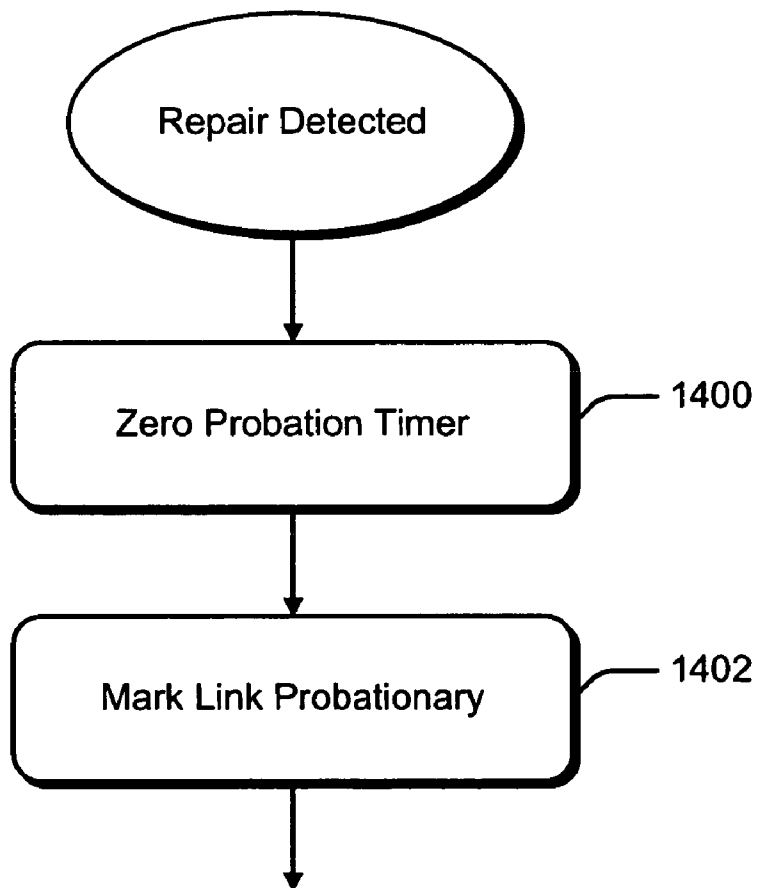 Repair Detected
Zero Probation Timer
1400
Mark Link Probationary
1402